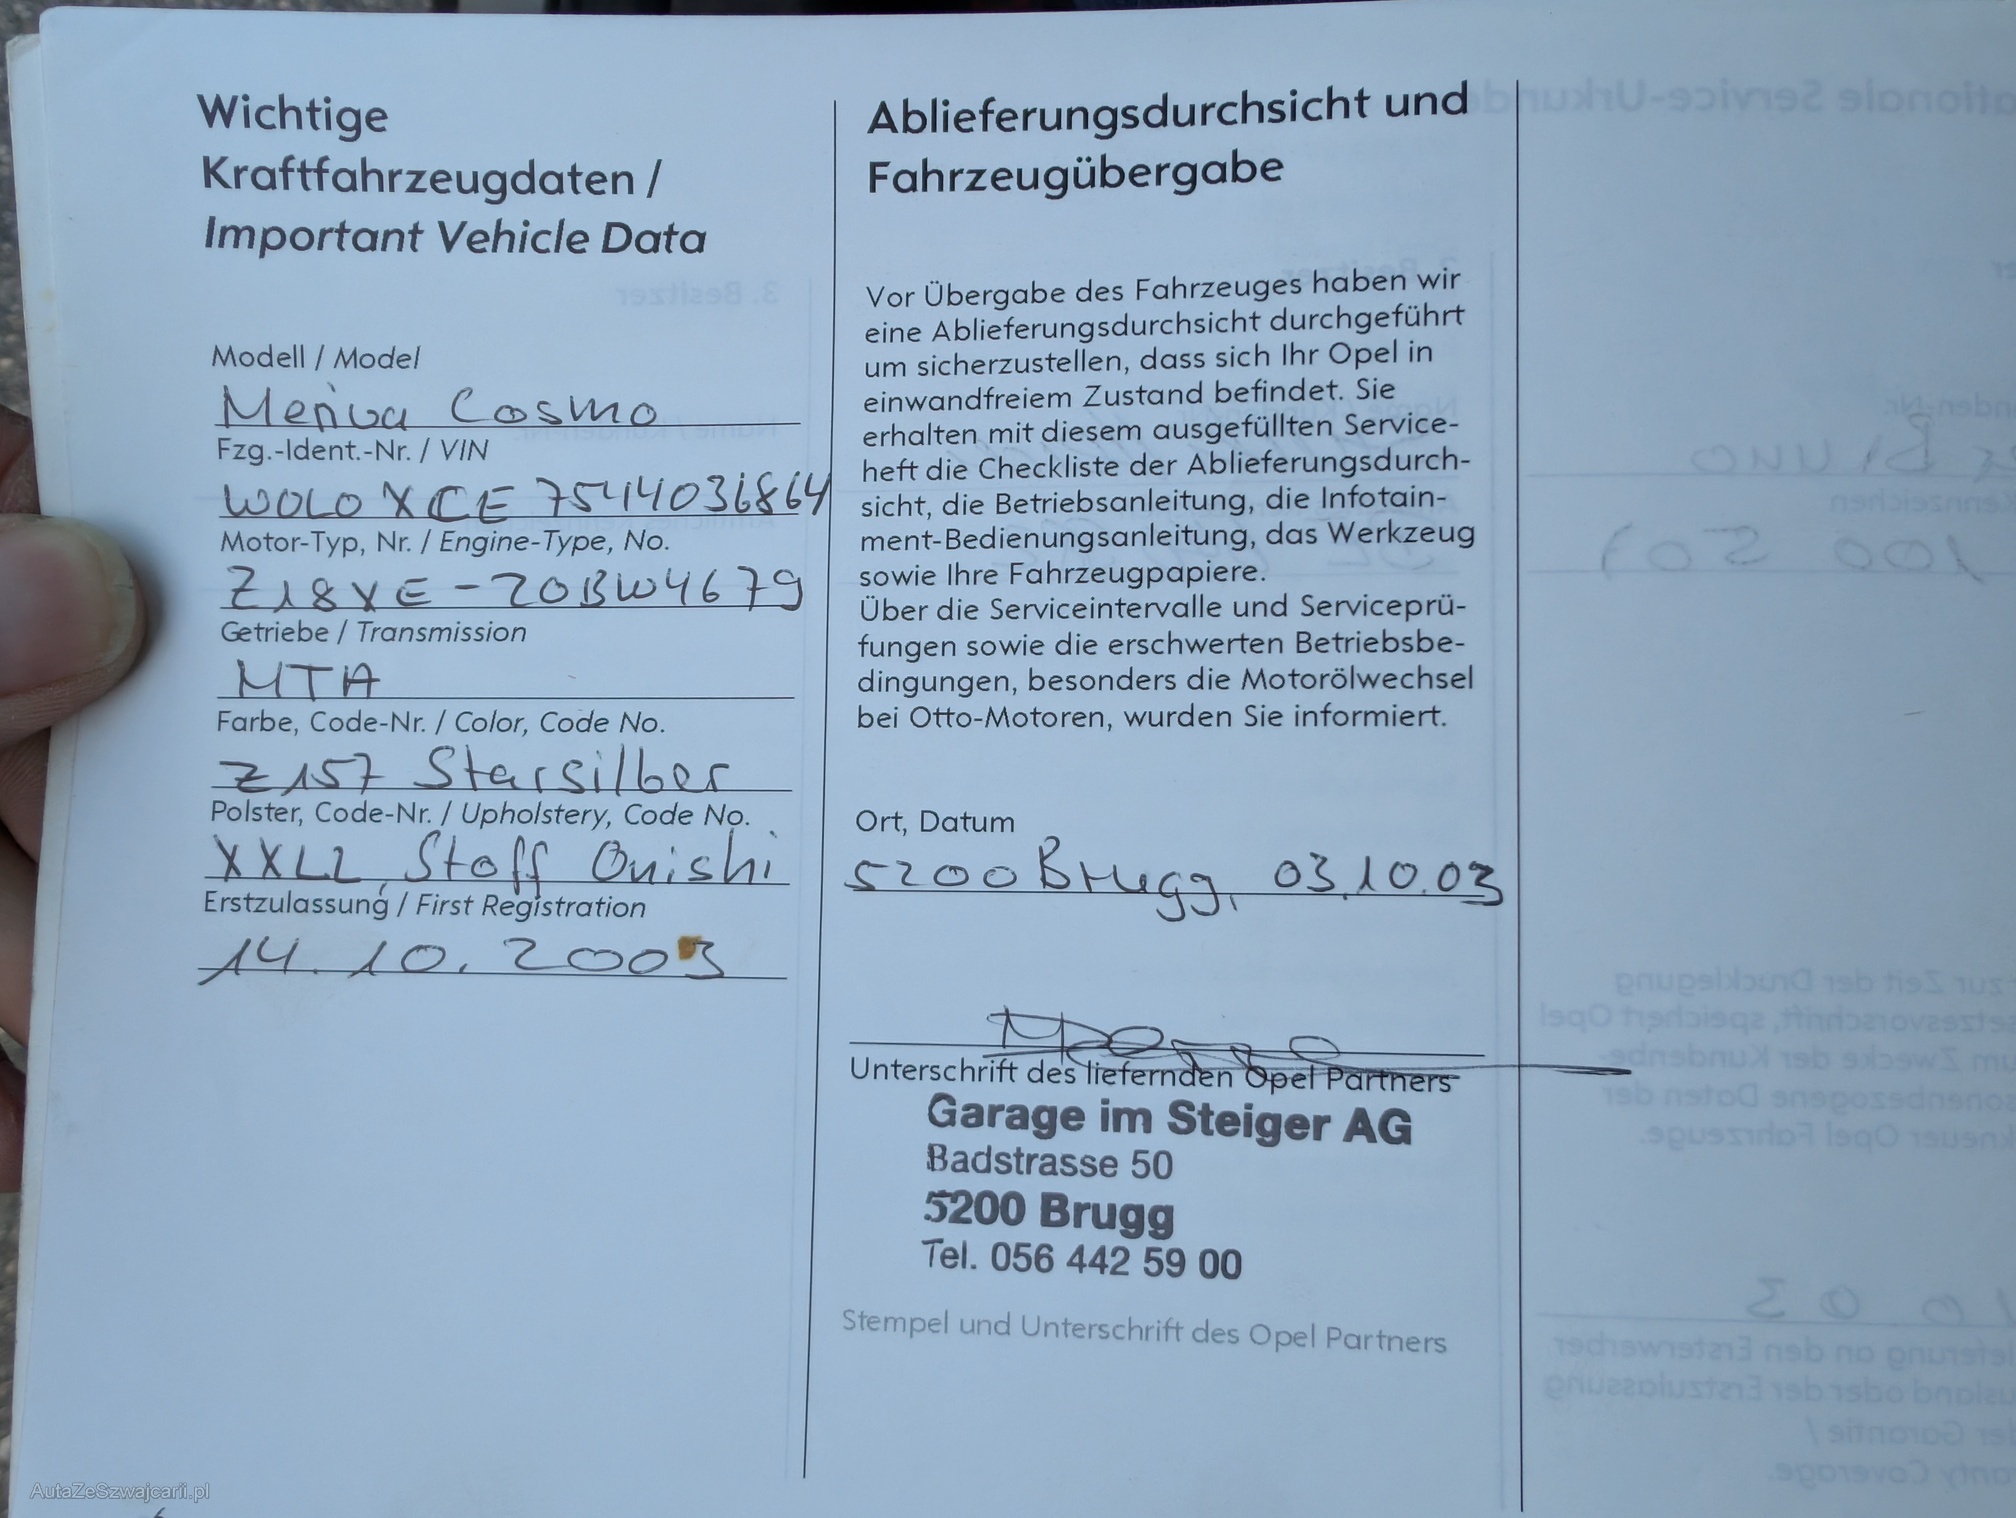 Wichtige
Kraftfahrzeugdaten /
Important Vehicle Data
Modell / Model
Meriva Cosmo
Fzg.-Ident.-Nr. / VIN
WOLO XCE 7544036864
Motor-Typ, Nr. / Engine-Type, No.
Z18XE - 20BW4679
Getriebe / Transmission
MTA
Farbe, Code-Nr. / Color, Code No.
Z157 Starsilber
Polster, Code-Nr. / Upholstery, Code No.
XXLZ, Stoff Onishi
Erstzulassung / First Registration
14. 10. 2003
Ablieferungsdurchsicht und
Fahrzeugübergabe
Vor Übergabe des Fahrzeuges haben wir
eine Ablieferungsdurchsicht durchgeführt
um sicherzustellen, dass sich Ihr Opel in
einwandfreiem Zustand befindet. Sie
erhalten mit diesem ausgefüllten Service-
heft die Checkliste der Ablieferungsdurch-
sicht, die Betriebsanleitung, die Infotain-
ment-Bedienungsanleitung, das Werkzeug
sowie Ihre Fahrzeugpapiere.
Über die Serviceintervalle und Serviceprü-
fungen sowie die erschwerten Betriebsbe-
dingungen, besonders die Motorölwechsel
bei Otto-Motoren, wurden Sie informiert.
Ort, Datum
5200 Brugg, 03.10.03
Unterschrift des liefernden Opel Partners
Garage im Steiger AG
Badstrasse 50
5200 Brugg
Tel. 056 442 59 00
Stempel und Unterschrift des Opel Partners
AutaZeSzwajcarii.pl